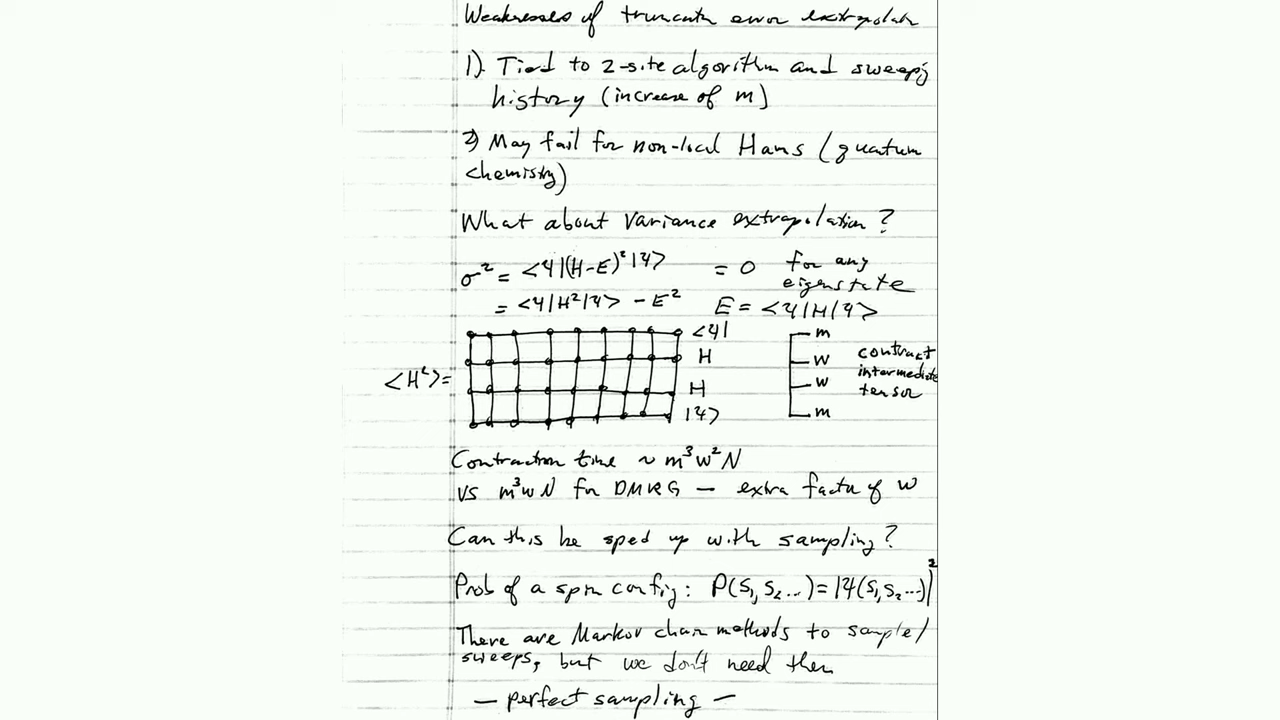 Weaknesses of truncatn error extrapolatn
1). Tied to 2-site algorithm and sweep'g
history (increase of m)
2) May fail for non-local Hams (quantum
chemistry)
What about variance extrapolation?
σ² = <ψ|(H-E)²|ψ> = 0 for any
eigenstate
= <ψ|H²|ψ> - E² E = <ψ|H|ψ>
<ψ| m
H w contract
intermediate
<H²>= H w tensor
|ψ> m
Contraction time ~ m³w²N
vs m³wN for DMRG — extra factor of w
Can this be sped up with sampling?
Prob of a spin config: P(s₁,s₂...) = |ψ(s₁,s₂...)|²
There are Markov chain methods to sample/
sweeps, but we don't need them
— perfect sampling —